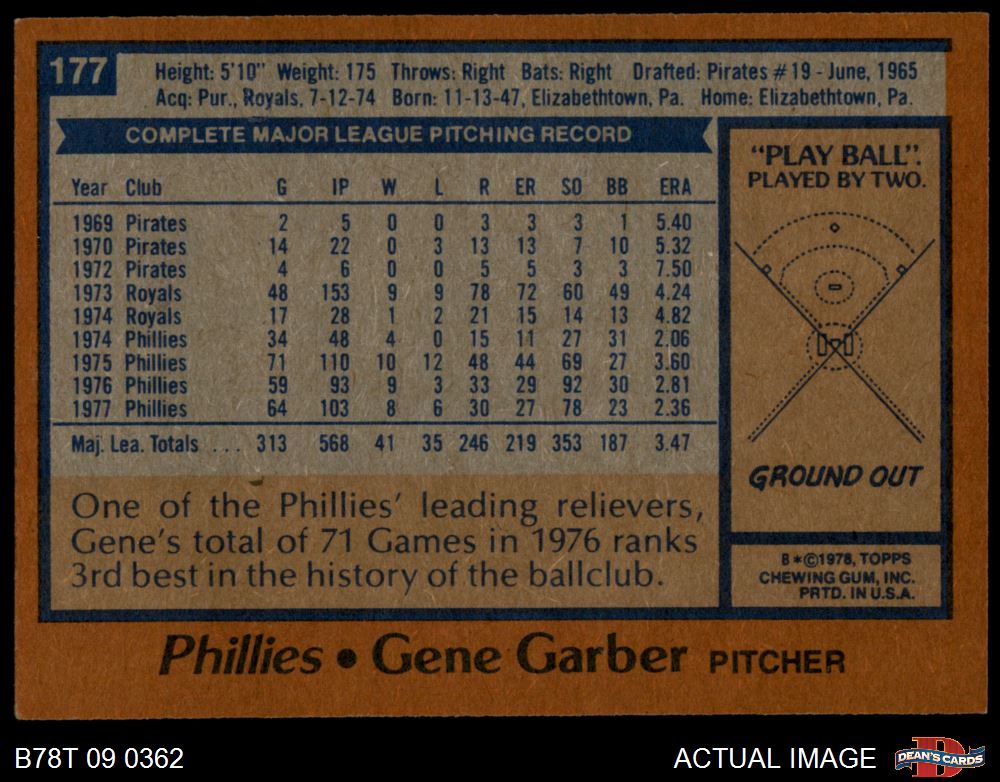 177
Height: 5'10" Weight: 175 Throws: Right Bats: Right Drafted: Pirates #19 - June, 1965
Acq: Pur., Royals, 7-12-74 Born: 11-13-47, Elizabethtown, Pa. Home: Elizabethtown, Pa.
COMPLETE MAJOR LEAGUE PITCHING RECORD
Year Club G IP W L R ER SO BB ERA
1969 Pirates 2 5 0 0 3 3 3 1 5.40
1970 Pirates 14 22 0 3 13 13 7 10 5.32
1972 Pirates 4 6 0 0 5 5 3 3 7.50
1973 Royals 48 153 9 9 78 72 60 49 4.24
1974 Royals 17 28 1 2 21 15 14 13 4.82
1974 Phillies 34 48 4 0 15 11 27 31 2.06
1975 Phillies 71 110 10 12 48 44 69 27 3.60
1976 Phillies 59 93 9 3 33 29 92 30 2.81
1977 Phillies 64 103 8 6 30 27 78 23 2.36
Maj. Lea. Totals . . . 313 568 41 35 246 219 353 187 3.47
One of the Phillies' leading relievers,
Gene's total of 71 Games in 1976 ranks
3rd best in the history of the ballclub.
"PLAY BALL".
PLAYED BY TWO.
GROUND OUT
B*©1978, TOPPS
CHEWING GUM, INC.
PRTD. IN U.S.A.
Phillies • Gene Garber PITCHER
B78T 09 0362
ACTUAL IMAGE
D
DEAN'S CARDS